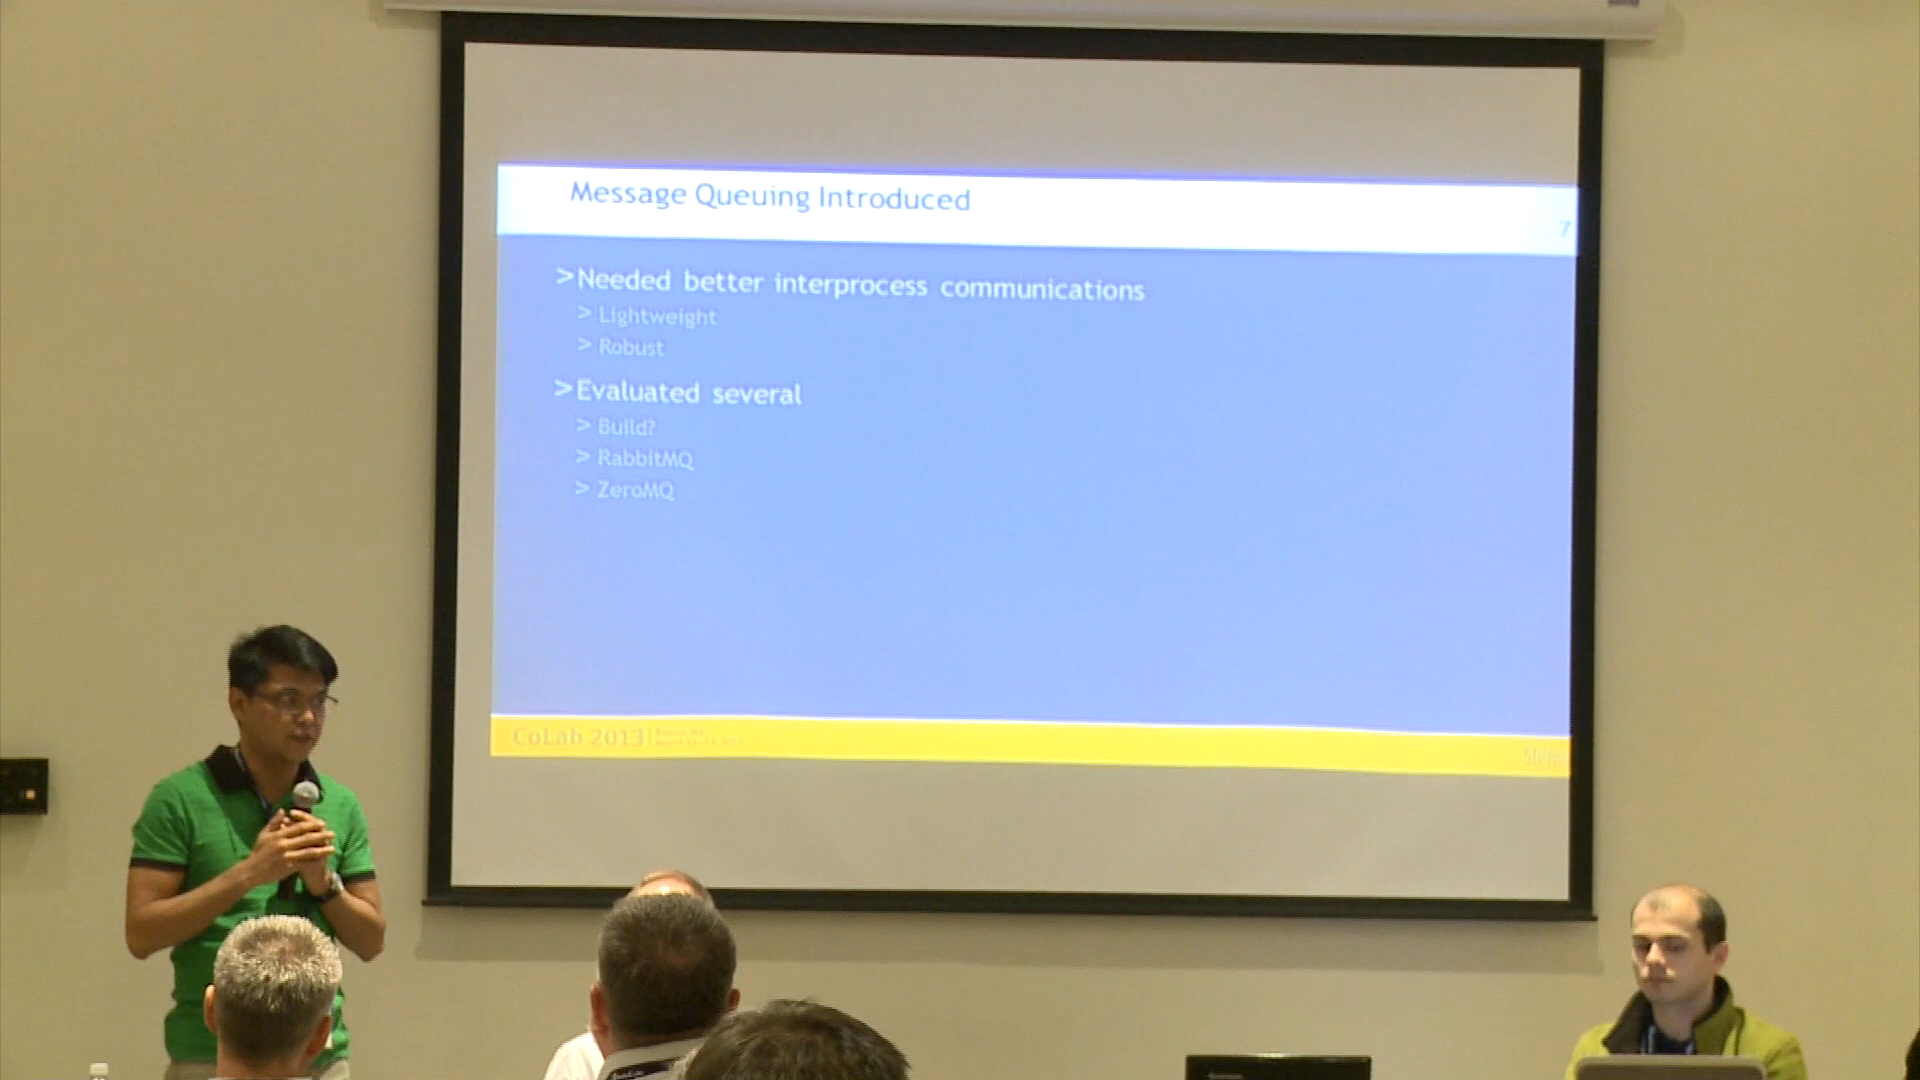 Message Queuing Introduced
7
>Needed better interprocess communications
> Lightweight
> Robust
>Evaluated several
> Build?
> RabbitMQ
> ZeroMQ
CoLab 2013